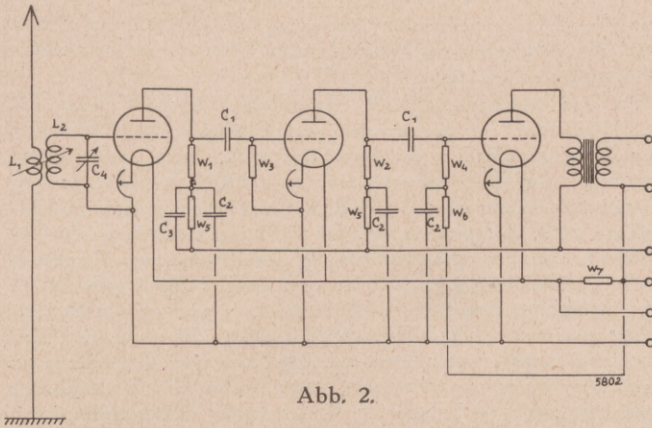 C₁ C₁
L₂
L₁ C₄ W₁ W₃ W₂ W₄
C₃ W₅ C₂ W₅ C₂ C₂ W₆
W₇
5802
Abb. 2.